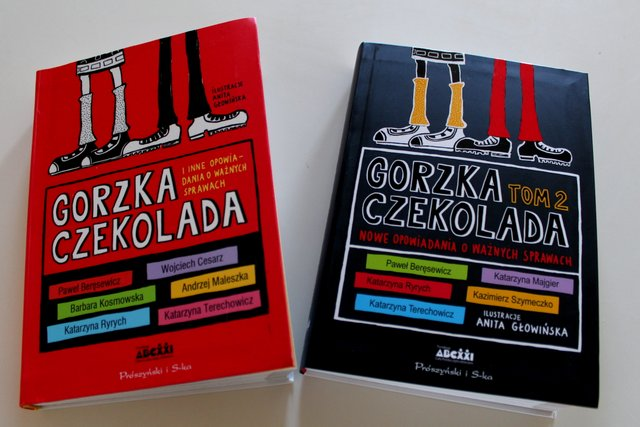 ILUSTRACJE
ANITA
GŁOWIŃSKA
GORZKA
I INNE OPOWIA-
DANIA O WAŻNYCH
SPRAWACH
CZEKOLADA
Paweł Beręsewicz
Wojciech Cesarz
Barbara Kosmowska
Andrzej Maleszka
Katarzyna Ryrych
Katarzyna Terechowicz
ABCXXI
Prószyński i S-ka
GORZKA
TOM 2
CZEKOLADA
NOWE OPOWIADANIA O WAŻNYCH SPRAWACH
Paweł Beręsewicz
Katarzyna Majgier
Katarzyna Ryrych
Kazimierz Szymeczko
Katarzyna Terechowicz
ILUSTRACJE
ANITA GŁOWIŃSKA
ABCXXI
Prószyński i S-ka